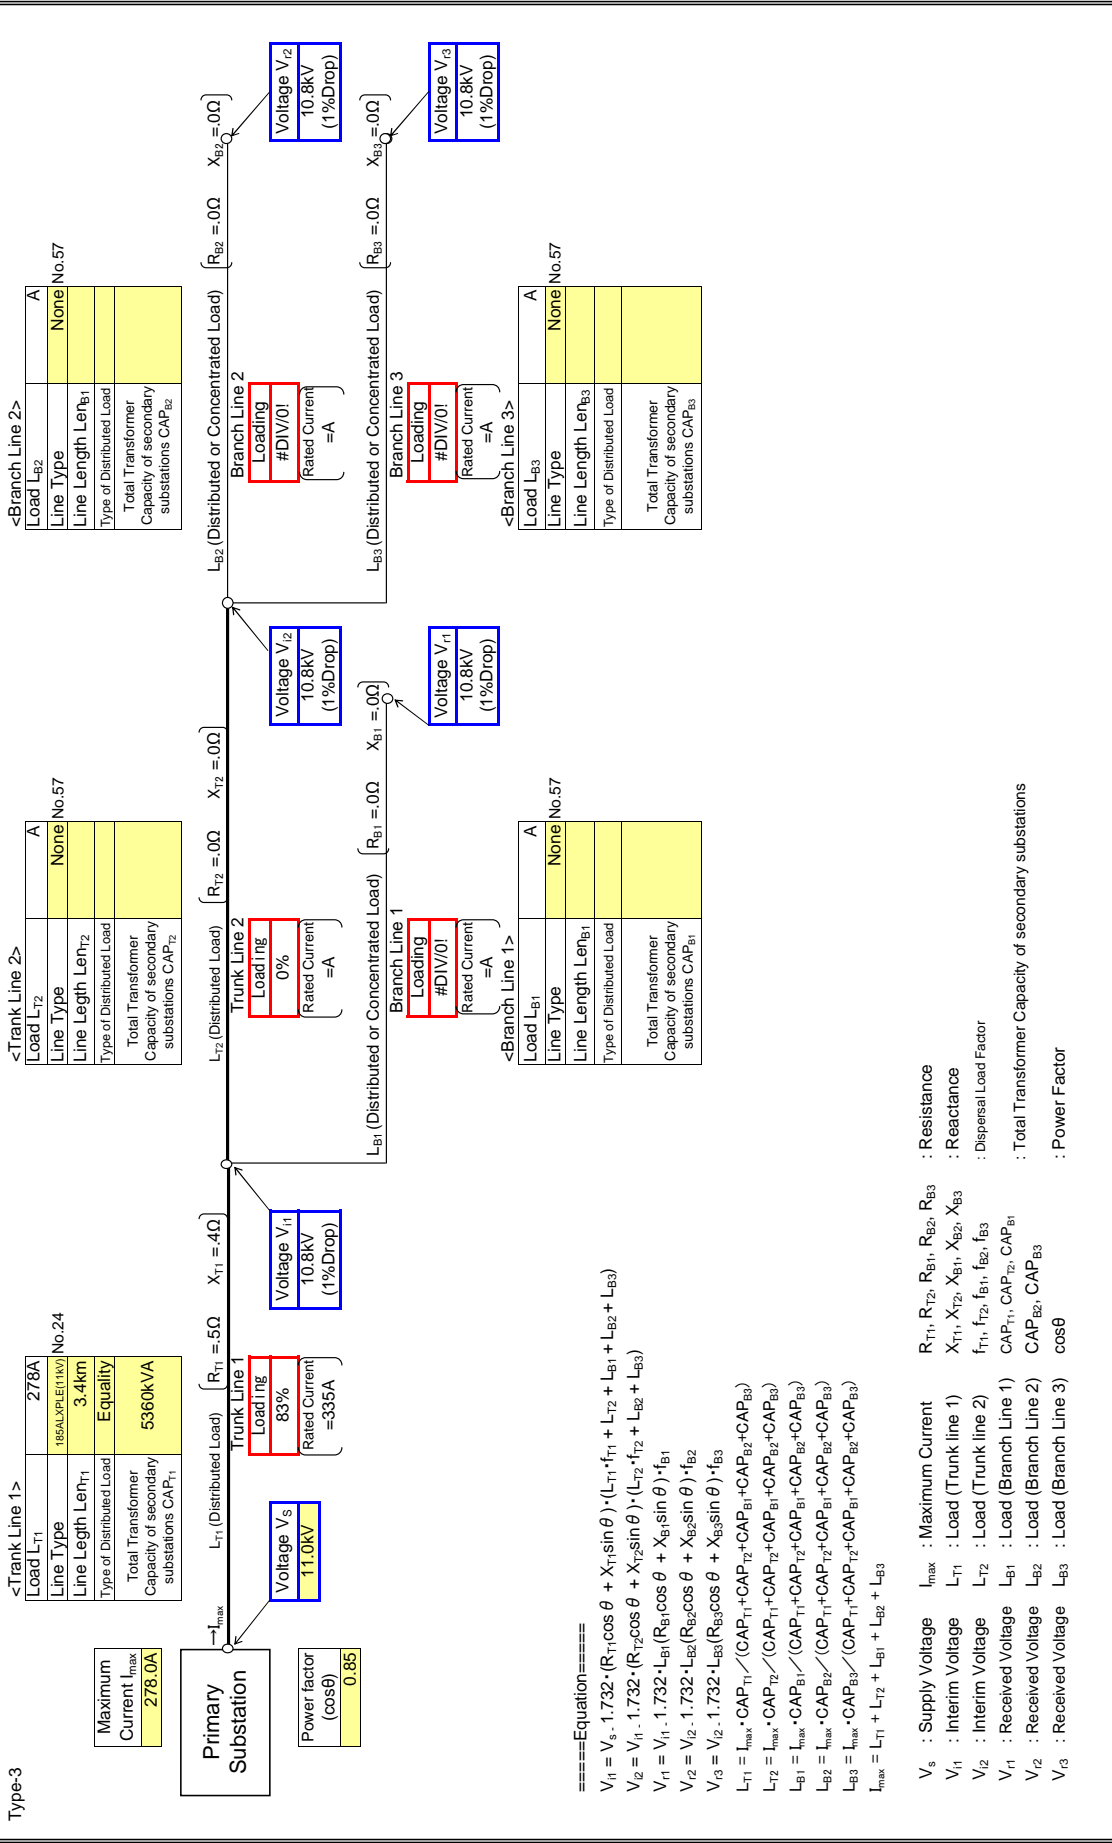 Type-3
<Trank Line 1>
Load LT1 278A
Line Type 185ALXPLE(11kV) No.24
Line Legth LenT1 3.4km
Type of Distributed Load Equality
Total Transformer Capacity of secondary substations CAPT1 5360kVA
<Trank Line 2>
Load LT2 A
Line Type None No.57
Line Length LenT2
Type of Distributed Load
Total Transformer Capacity of secondary substations CAPT2
<Branch Line 2>
Load LB2 A
Line Type None No.57
Line Length LenB1
Type of Distributed Load
Total Transformer Capacity of secondary substations CAPB2
Maximum Current Imax
278.0A
Primary Substation
→Imax
Power factor (cosθ)
0.85
Voltage VS
11.0kV
LT1 (Distributed Load)
RT1 =.5Ω XT1 =.4Ω
Trunk Line 1
Loading
83%
Rated Current
=335A
Voltage Vi1
10.8kV
(1%Drop)
LT2 (Distributed Load)
RT2 =.0Ω XT2 =.0Ω
Trunk Line 2
Loading
0%
Rated Current
=A
Voltage Vi2
10.8kV
(1%Drop)
LB2 (Distributed or Concentrated Load)
RB2 =.0Ω XB2 =.0Ω
Branch Line 2
Loading
#DIV/0!
Rated Current
=A
Voltage Vr2
10.8kV
(1%Drop)
LB1 (Distributed or Concentrated Load)
RB1 =.0Ω XB1 =.0Ω
Branch Line 1
Loading
#DIV/0!
Rated Current
=A
Voltage Vr1
10.8kV
(1%Drop)
LB3 (Distributed or Concentrated Load)
RB3 =.0Ω XB3 =.0Ω
Branch Line 3
Loading
#DIV/0!
Rated Current
=A
Voltage Vr3
10.8kV
(1%Drop)
<Branch Line 1>
Load LB1 A
Line Type None No.57
Line Length LenB1
Type of Distributed Load
Total Transformer Capacity of secondary substations CAPB1
<Branch Line 3>
Load LB3 A
Line Type None No.57
Line Length LenB3
Type of Distributed Load
Total Transformer Capacity of secondary substations CAPB3
=====Equation=====
Vi1 = Vs - 1.732・(RT1cos θ + XT1sin θ)・(LT1・fT1 + LT2 + LB1 + LB2 + LB3)
Vi2 = Vi1 - 1.732・(RT2cos θ + XT2sin θ)・(LT2・fT2 + LB2 + LB3)
Vr1 = Vi1 - 1.732・LB1(RB1cos θ + XB1sin θ)・fB1
Vr2 = Vi2 - 1.732・LB2(RB2cos θ + XB2sin θ)・fB2
Vr3 = Vi2 - 1.732・LB3(RB3cos θ + XB3sin θ)・fB3
LT1 = Imax・CAPT1／(CAPT1+CAPT2+CAPB1+CAPB2+CAPB3)
LT2 = Imax・CAPT2／(CAPT1+CAPT2+CAPB1+CAPB2+CAPB3)
LB1 = Imax・CAPB1／(CAPT1+CAPT2+CAPB1+CAPB2+CAPB3)
LB2 = Imax・CAPB2／(CAPT1+CAPT2+CAPB1+CAPB2+CAPB3)
LB3 = Imax・CAPB3／(CAPT1+CAPT2+CAPB1+CAPB2+CAPB3)
Imax = LT1 + LT2 + LB1 + LB2 + LB3
Vs : Supply Voltage Imax : Maximum Current RT1, RT2, RB1, RB2, RB3 : Resistance
Vi1 : Interim Voltage LT1 : Load (Trunk line 1) XT1, XT2, XB1, XB2, XB3 : Reactance
Vi2 : Interim Voltage LT2 : Load (Trunk line 2) fT1, fT2, fB1, fB2, fB3 : Dispersal Load Factor
Vr1 : Received Voltage LB1 : Load (Branch Line 1) CAPT1, CAPT2, CAPB1 : Total Transformer Capacity of secondary substations
Vr2 : Received Voltage LB2 : Load (Branch Line 2) CAPB2, CAPB3
Vr3 : Received Voltage LB3 : Load (Branch Line 3) cosθ : Power Factor